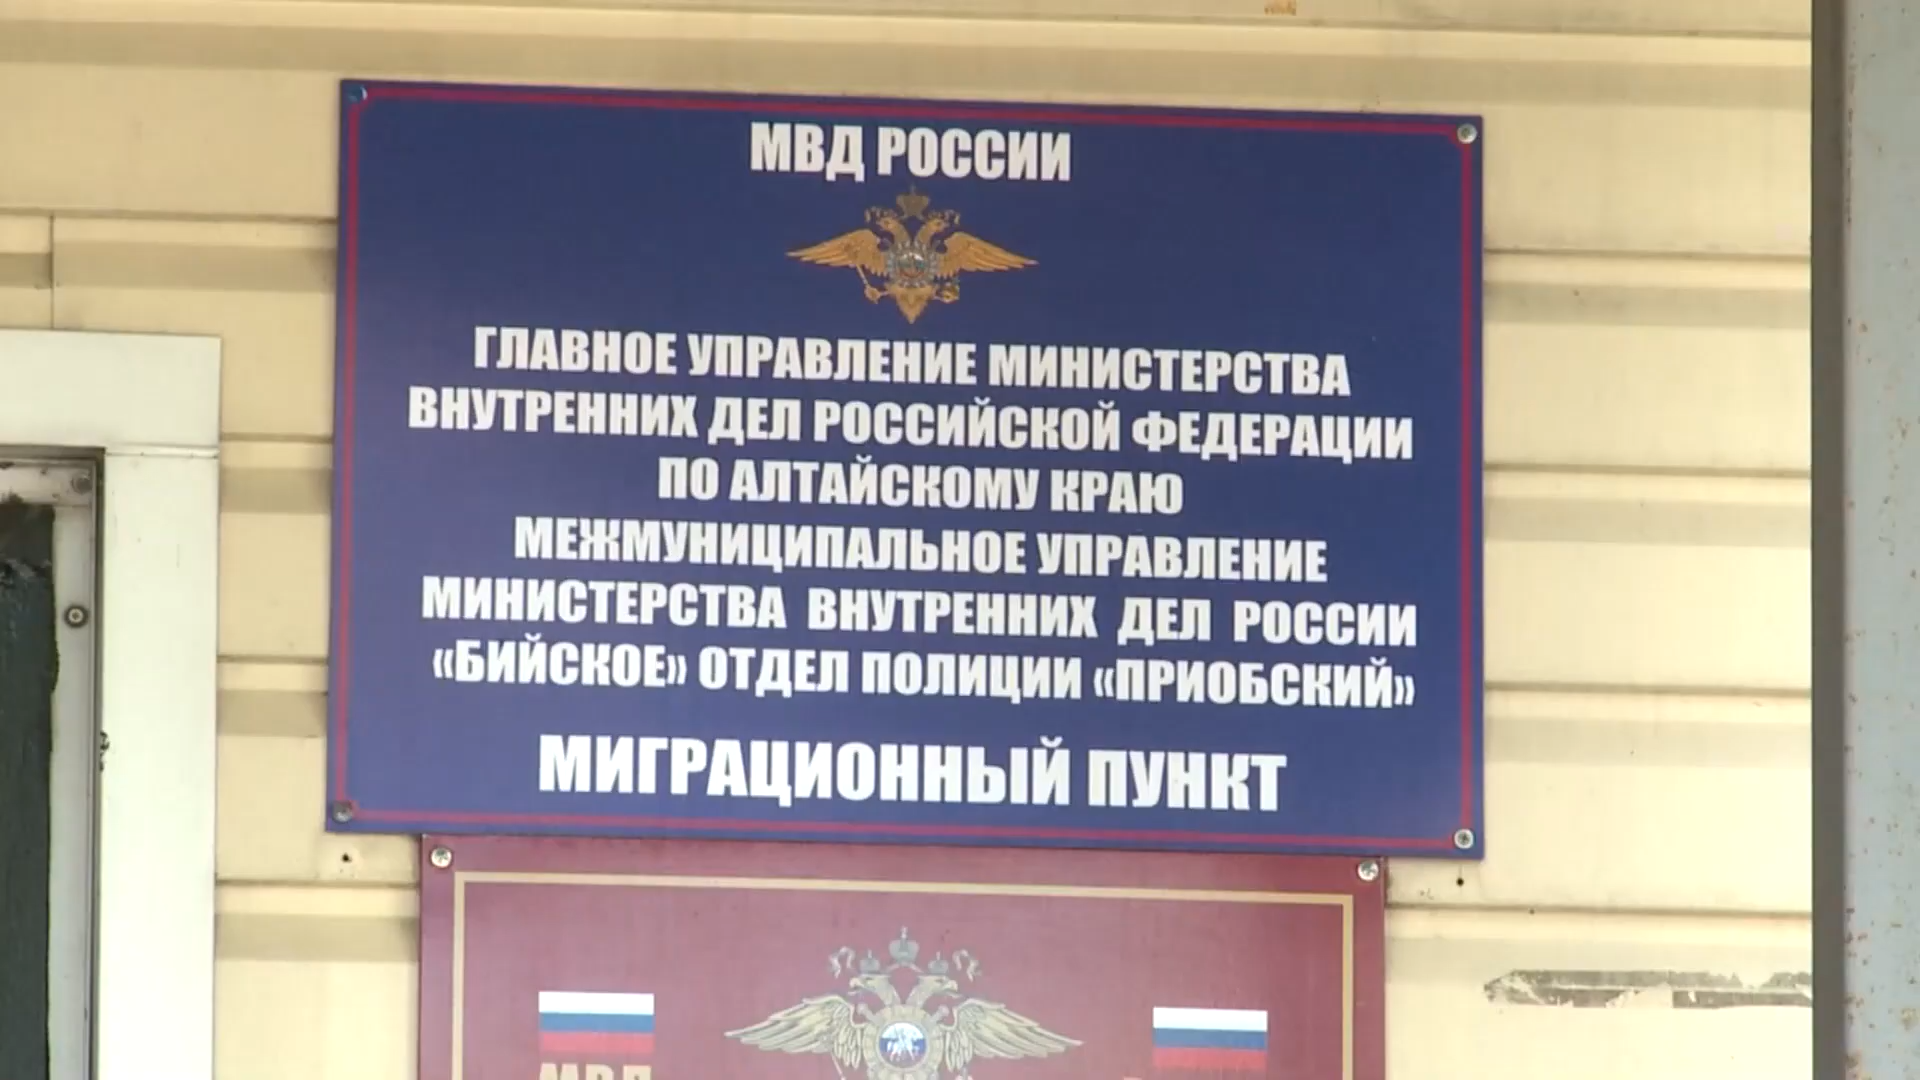 МВД РОССИИ
ГЛАВНОЕ УПРАВЛЕНИЕ МИНИСТЕРСТВА
ВНУТРЕННИХ ДЕЛ РОССИЙСКОЙ ФЕДЕРАЦИИ
ПО АЛТАЙСКОМУ КРАЮ
МЕЖМУНИЦИПАЛЬНОЕ УПРАВЛЕНИЕ
МИНИСТЕРСТВА ВНУТРЕННИХ ДЕЛ РОССИИ
«БИЙСКОЕ» ОТДЕЛ ПОЛИЦИИ «ПРИОБСКИЙ»
МИГРАЦИОННЫЙ ПУНКТ
МВД